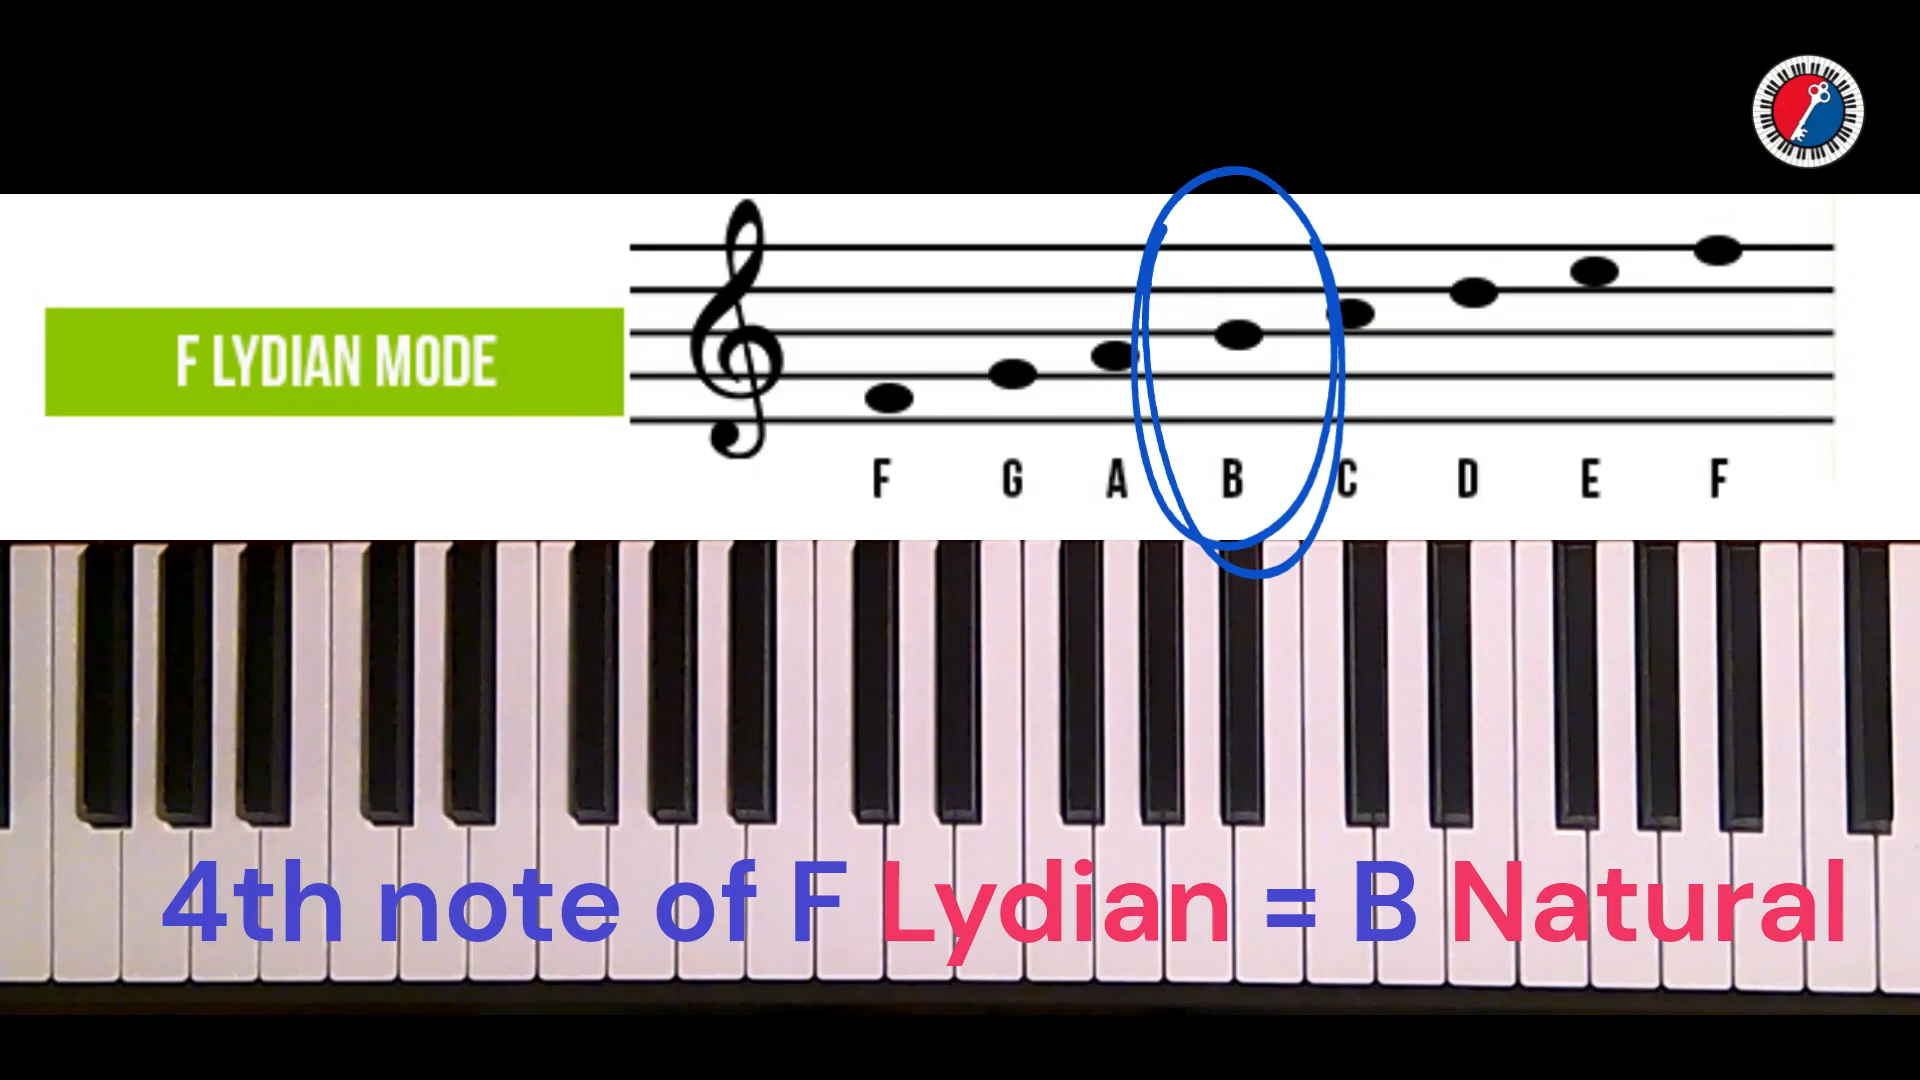 F LYDIAN MODE
F G A B C D E F
4th note of F Lydian = B Natural